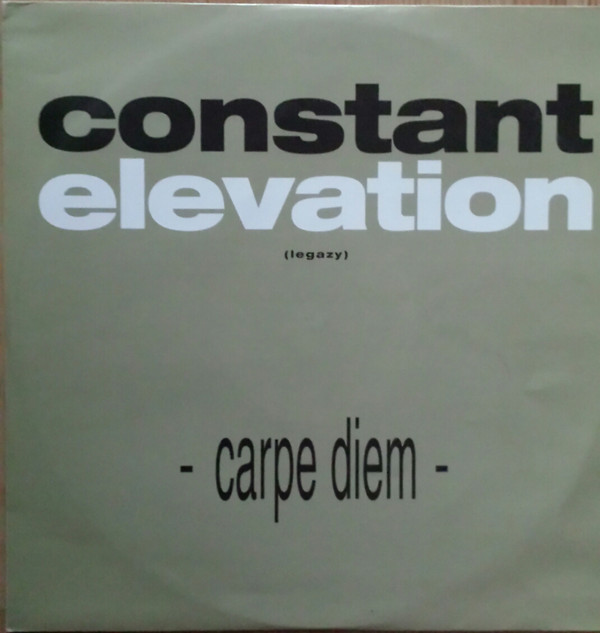 constant
elevation
(legazy)
- carpe diem -